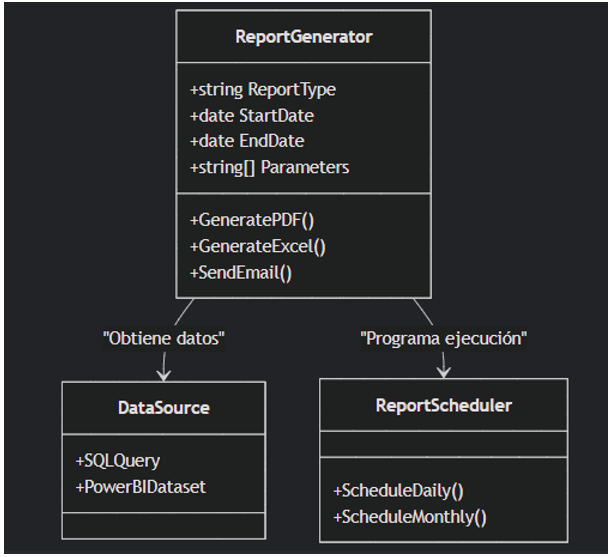 ReportGenerator
+string ReportType
+date StartDate
+date EndDate
+string[] Parameters
+GeneratePDF()
+GenerateExcel()
+SendEmail()
"Obtiene datos"
"Programa ejecución"
DataSource
+SQLQuery
+PowerBIDataset
ReportScheduler
+ScheduleDaily()
+ScheduleMonthly()